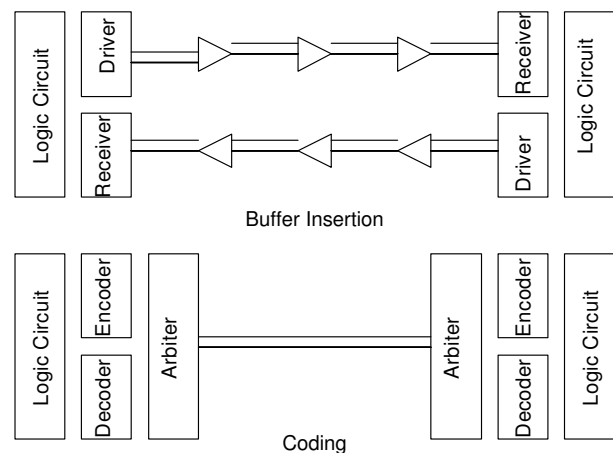 Logic Circuit
Driver
Receiver
Receiver
Driver
Logic Circuit
Buffer Insertion
Logic Circuit
Encoder
Decoder
Arbiter
Arbiter
Encoder
Decoder
Logic Circuit
Coding